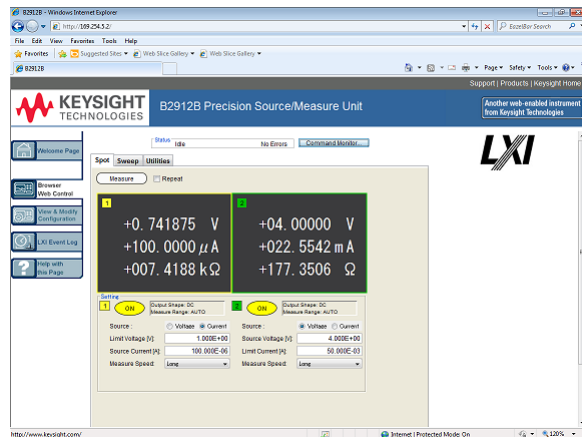 B2912B - Windows Internet Explorer
http://169.254.5.2/
EezelBar Search
File Edit View Favorites Tools Help
Favorites Suggested Sites Web Slice Gallery Web Slice Gallery
B2912B
Page Safety Tools
Support | Products | Keysight Home
KEYSIGHT
TECHNOLOGIES
B2912B Precision Source/Measure Unit
Another web-enabled instrument
from Keysight Technologies
Welcome Page
Status
Idle No Errors Command Monitor...
LXI
Spot Sweep Utilities
Browser
Web Control
Measure Repeat
View & Modify
Configuration
1
+0.741875 V
+100.0000 μA
+007.4188 kΩ
2
+04.00000 V
+022.5542 mA
+177.3506 Ω
LXI Event Log
Help with
this Page
Setting
1 ON Output Shape: DC
Measure Range: AUTO
2 ON Output Shape: DC
Measure Range: AUTO
Source : Voltage Current
Limit Voltage [V]: 1.000E+00
Source Current [A]: 100.000E-06
Measure Speed: Long
Source : Voltage Current
Source Voltage [V]: 4.000E+00
Limit Current [A]: 50.000E-03
Measure Speed: Long
http://www.keysight.com/
Internet | Protected Mode: On
120%